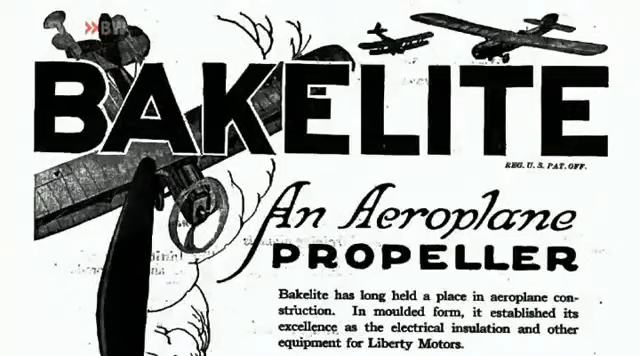 BAKELITE
REG. U. S. PAT. OFF.
An Aeroplane
PROPELLER
Bakelite has long held a place in aeroplane con-
struction. In moulded form, it established its
excellence as the electrical insulation and other
equipment for Liberty Motors.